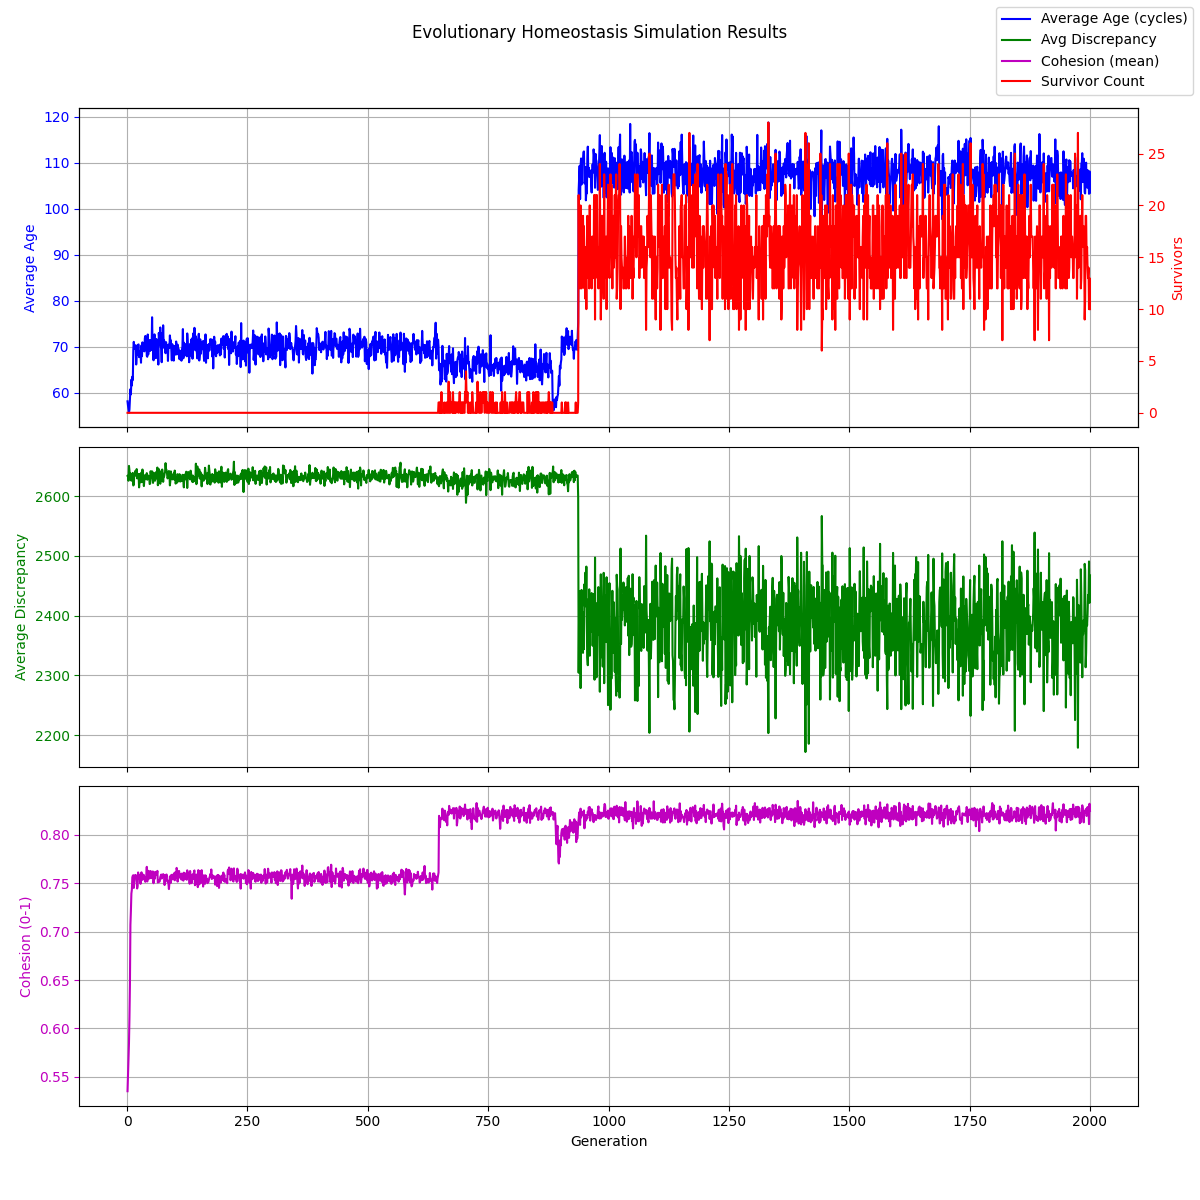 Evolutionary Homeostasis Simulation Results
Average Age (cycles)
Avg Discrepancy
Cohesion (mean)
Survivor Count
120
110
100
90
80
70
60
Average Age
25
20
15
10
5
0
Survivors
2600
2500
2400
2300
2200
Average Discrepancy
0.80
0.75
0.70
0.65
0.60
0.55
Cohesion (0-1)
0 250 500 750 1000 1250 1500 1750 2000
Generation